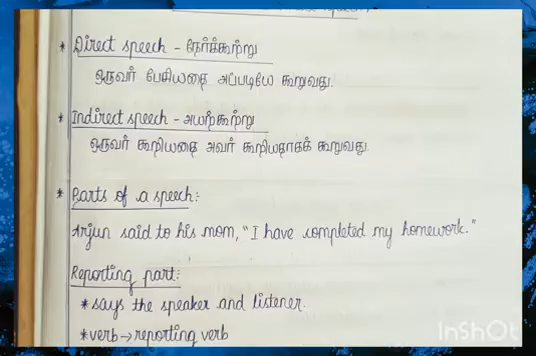 * Direct speech - நேர்க்கூற்று
ஒருவர் பேசியதை அப்படியே கூறுவது.
* Indirect speech - அயற்கூற்று
ஒருவர் கூறியதை அவர் கூறியதாகக் கூறுவது.
* Parts of a speech:
Arjun said to his mom, "I have completed my homework."
Reporting part:
* says the speaker and listener.
* verb → reporting verb
InShOt